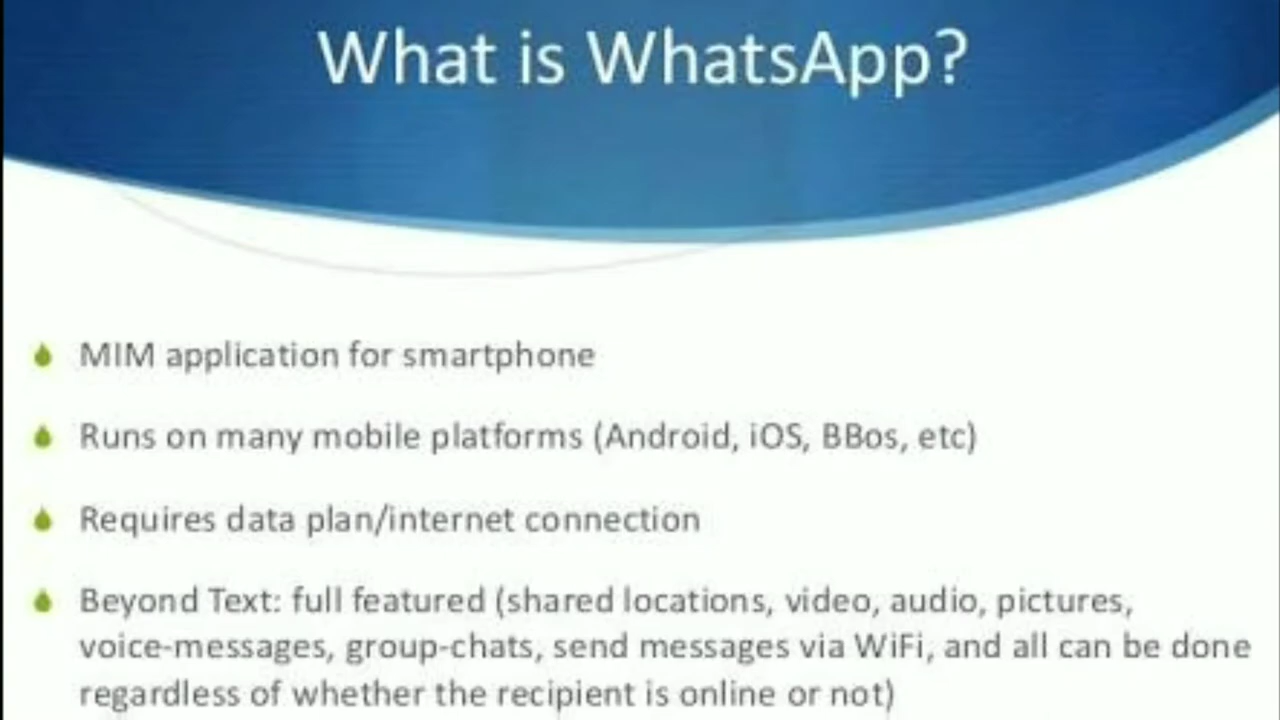 What is WhatsApp?
MIM application for smartphone
Runs on many mobile platforms (Android, iOS, BBos, etc)
Requires data plan/internet connection
Beyond Text: full featured (shared locations, video, audio, pictures,
voice-messages, group-chats, send messages via WiFi, and all can be done
regardless of whether the recipient is online or not)